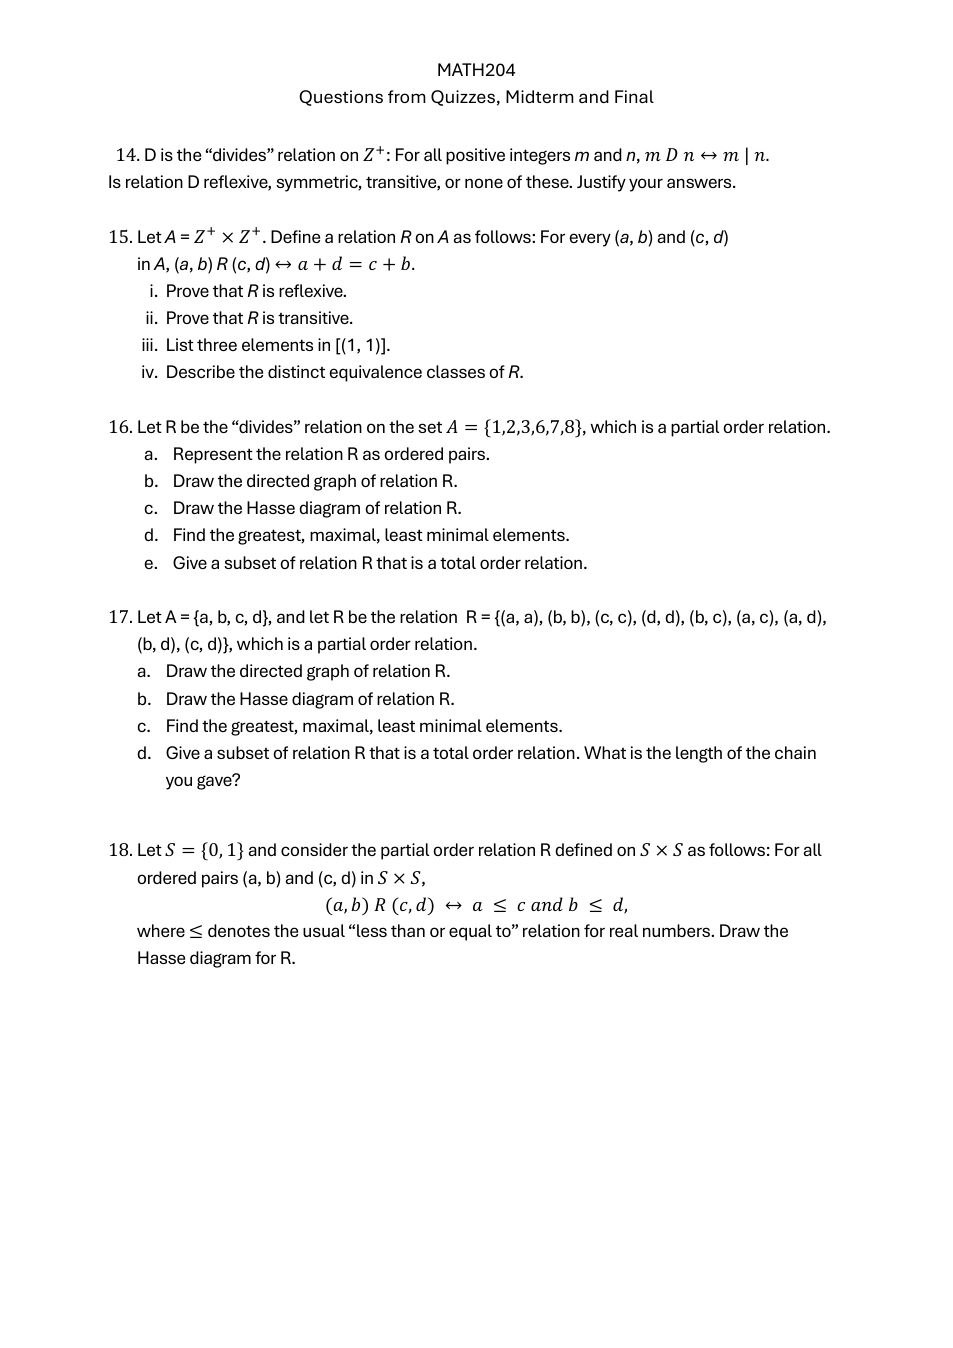 MATH204
Questions from Quizzes, Midterm and Final
14. D is the “divides” relation on 𝑍⁺: For all positive integers m and n, 𝑚 𝐷 𝑛 ↔ 𝑚 | 𝑛.
Is relation D reflexive, symmetric, transitive, or none of these. Justify your answers.
15. Let A = 𝑍⁺ × 𝑍⁺. Define a relation R on A as follows: For every (a, b) and (c, d)
in A, (a, b) R (c, d) ↔ 𝑎 + 𝑑 = 𝑐 + 𝑏.
i. Prove that R is reflexive.
ii. Prove that R is transitive.
iii. List three elements in [(1, 1)].
iv. Describe the distinct equivalence classes of R.
16. Let R be the “divides” relation on the set 𝐴 = {1,2,3,6,7,8}, which is a partial order relation.
a. Represent the relation R as ordered pairs.
b. Draw the directed graph of relation R.
c. Draw the Hasse diagram of relation R.
d. Find the greatest, maximal, least minimal elements.
e. Give a subset of relation R that is a total order relation.
17. Let A = {a, b, c, d}, and let R be the relation R = {(a, a), (b, b), (c, c), (d, d), (b, c), (a, c), (a, d),
(b, d), (c, d)}, which is a partial order relation.
a. Draw the directed graph of relation R.
b. Draw the Hasse diagram of relation R.
c. Find the greatest, maximal, least minimal elements.
d. Give a subset of relation R that is a total order relation. What is the length of the chain
you gave?
18. Let 𝑆 = {0, 1} and consider the partial order relation R defined on 𝑆 × 𝑆 as follows: For all
ordered pairs (a, b) and (c, d) in 𝑆 × 𝑆,
(𝑎, 𝑏) 𝑅 (𝑐, 𝑑) ↔ 𝑎 ≤ 𝑐 𝑎𝑛𝑑 𝑏 ≤ 𝑑,
where ≤ denotes the usual “less than or equal to” relation for real numbers. Draw the
Hasse diagram for R.